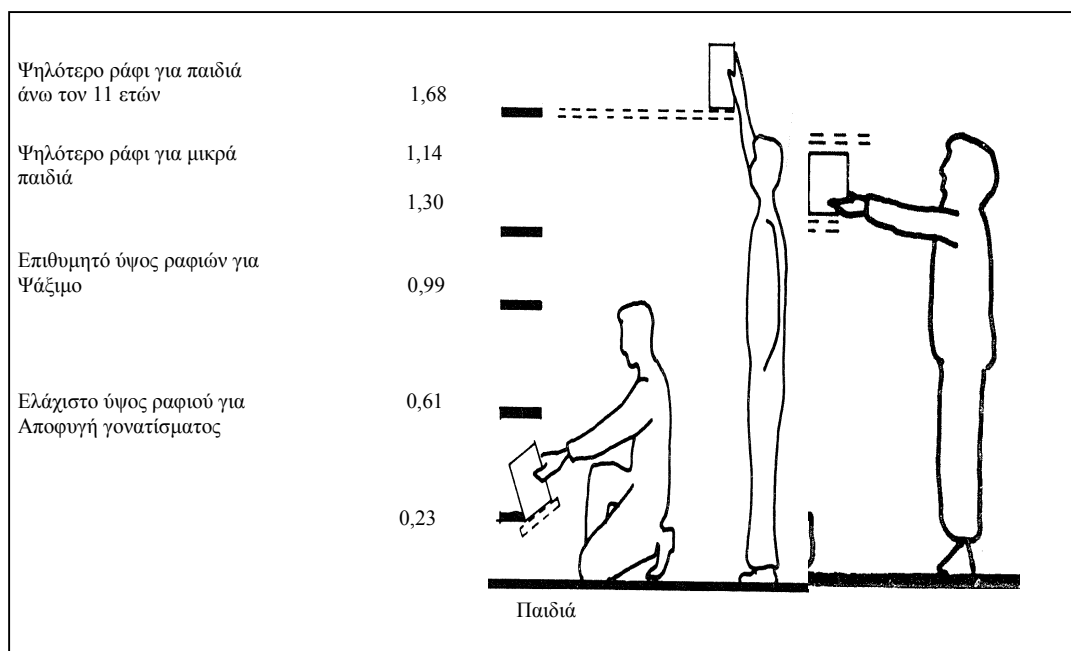 Ψηλότερο ράφι για παιδιά
άνω τον 11 ετών 1,68
Ψηλότερο ράφι για μικρά 1,14
παιδιά
1,30
Επιθυμητό ύψος ραφιών για
Ψάξιμο 0,99
Ελάχιστο ύψος ραφιού για 0,61
Αποφυγή γονατίσματος
0,23
Παιδιά